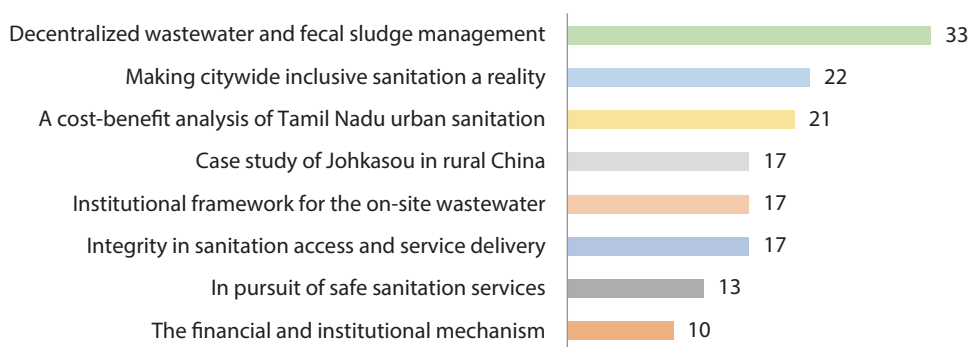 Decentralized wastewater and fecal sludge management 33
Making citywide inclusive sanitation a reality 22
A cost-benefit analysis of Tamil Nadu urban sanitation 21
Case study of Johkasou in rural China 17
Institutional framework for the on-site wastewater 17
Integrity in sanitation access and service delivery 17
In pursuit of safe sanitation services 13
The financial and institutional mechanism 10